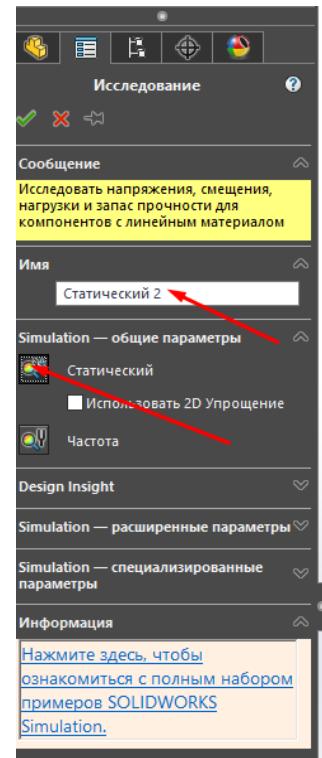 Исследование
Сообщение
Исследовать напряжения, смещения,
нагрузки и запас прочности для
компонентов с линейным материалом
Имя
Статический 2
Simulation — общие параметры
Статический
Использовать 2D Упрощение
Частота
Design Insight
Simulation — расширенные параметры
Simulation — специализированные
параметры
Информация
Нажмите здесь, чтобы
ознакомиться с полным набором
примеров SOLIDWORKS
Simulation.